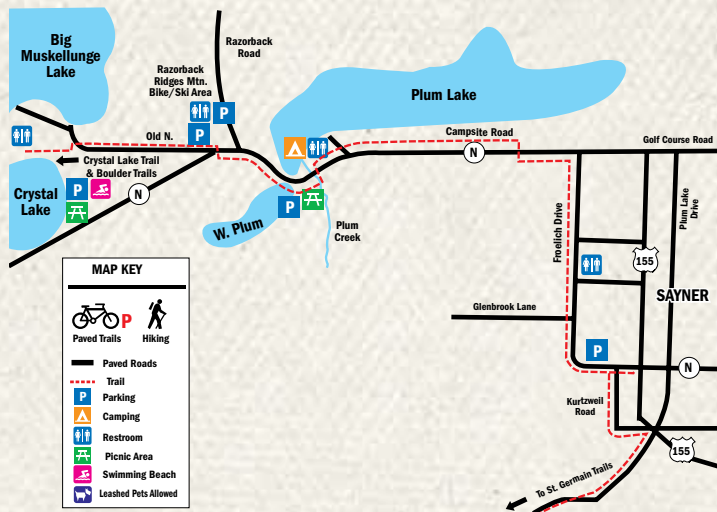 Big
Muskellunge
Lake
Razorback
Road
Razorback
Ridges Mtn.
Bike/Ski Area
P
P
Plum Lake
Old N.
Campsite Road
N
Golf Course Road
Crystal Lake Trail
& Boulder Trails
Crystal
Lake
P
N
W. Plum
P
Plum
Creek
Froelich Drive
Plum Lake
Drive
155
SAYNER
Glenbrook Lane
P
N
Kurtzweil
Road
155
To St. Germain Trails
MAP KEY
P
Paved Trails
Hiking
Paved Roads
Trail
P
Parking
Camping
Restroom
Picnic Area
Swimming Beach
Leashed Pets Allowed